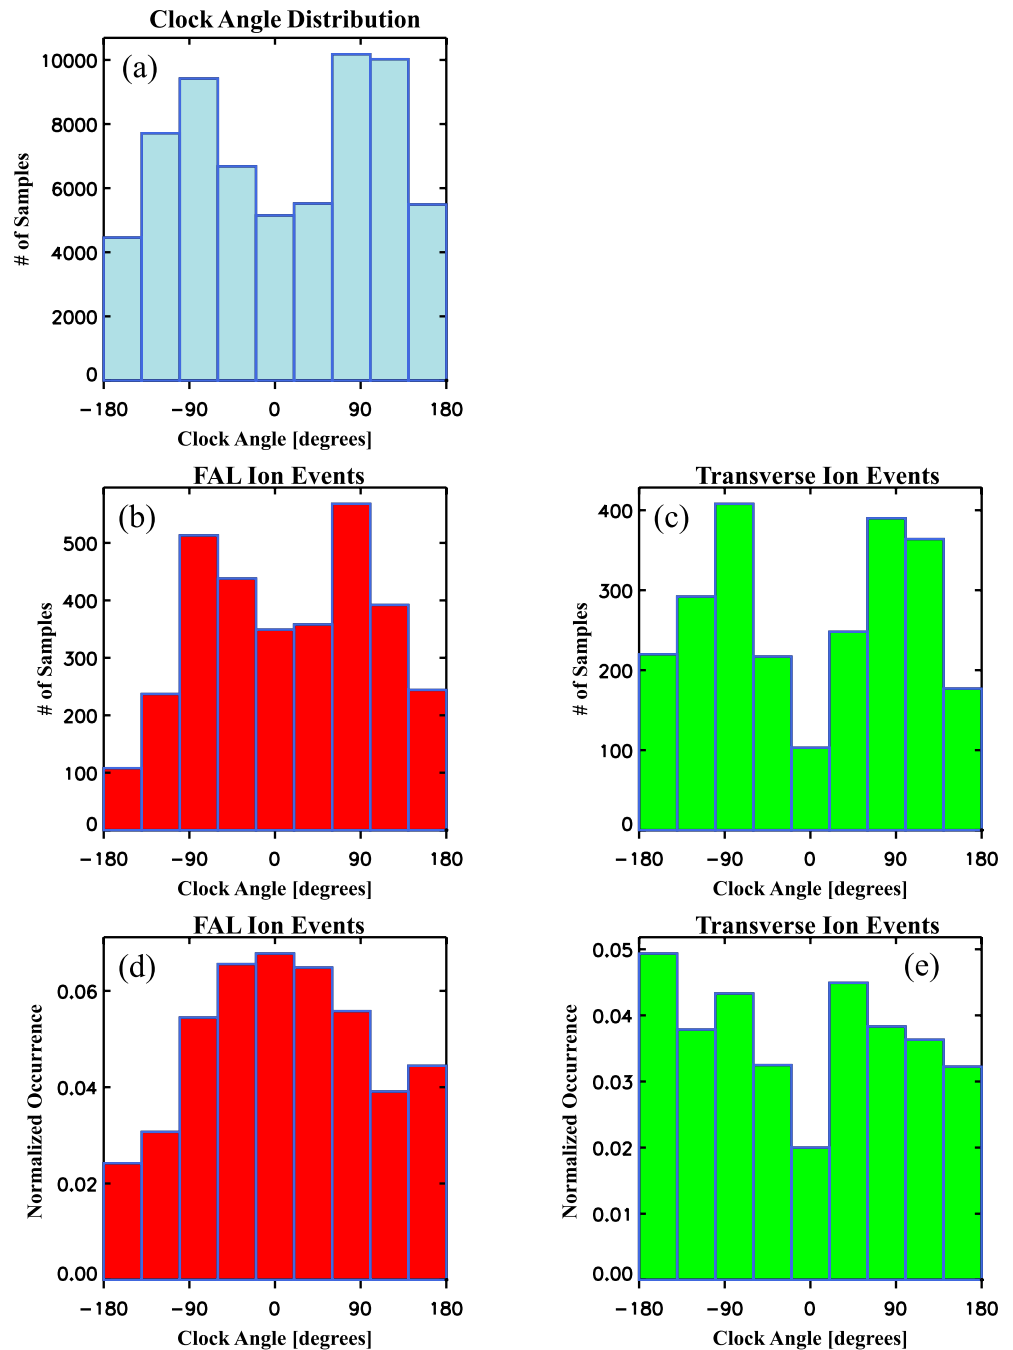 Clock Angle Distribution
(a)
10000
8000
6000
4000
2000
0
# of Samples
−180 −90 0 90 180
Clock Angle [degrees]
FAL Ion Events
(b)
500
400
300
200
100
0
# of Samples
−180 −90 0 90 180
Clock Angle [degrees]
Transverse Ion Events
(c)
400
300
200
100
0
# of Samples
−180 −90 0 90 180
Clock Angle [degrees]
FAL Ion Events
(d)
0.06
0.04
0.02
0.00
Normalized Occurrence
−180 −90 0 90 180
Clock Angle [degrees]
Transverse Ion Events
(e)
0.05
0.04
0.03
0.02
0.01
0.00
Normalized Occurrence
−180 −90 0 90 180
Clock Angle [degrees]